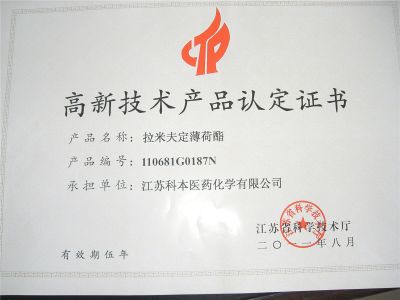 CTP
高新技术产品认定证书
产品名称：拉米夫定薄荷酯
产品编号：110681G0187N
承担单位：江苏科本医药化学有限公司
江苏省科学技术厅
二〇一一年八月
有效期伍年